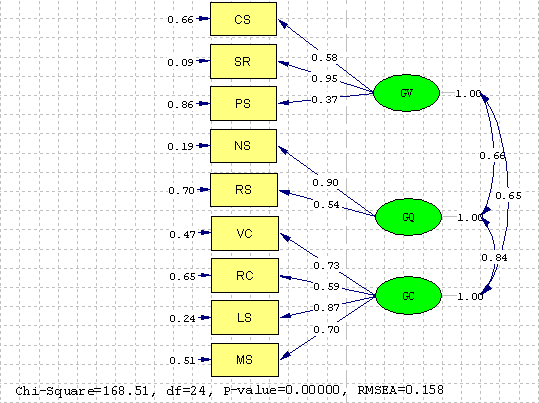 0.66 CS
0.58
0.09 SR
0.95
GV 1.00
0.86 PS
0.37
0.19 NS
0.66
0.90
0.70 RS
0.65
0.54
GQ 1.00
0.47 VC
0.84
0.73
0.65 RC
0.59
GC 1.00
0.87
0.24 LS
0.70
0.51 MS
Chi-Square=168.51, df=24, P-value=0.00000, RMSEA=0.158